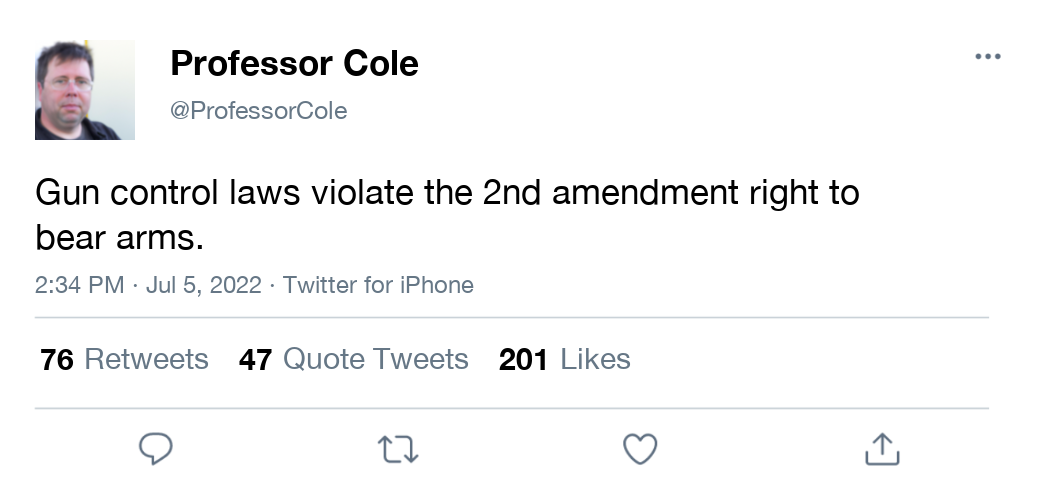 Professor Cole
@ProfessorCole
Gun control laws violate the 2nd amendment right to
bear arms.
2:34 PM · Jul 5, 2022 · Twitter for iPhone
76 Retweets 47 Quote Tweets 201 Likes